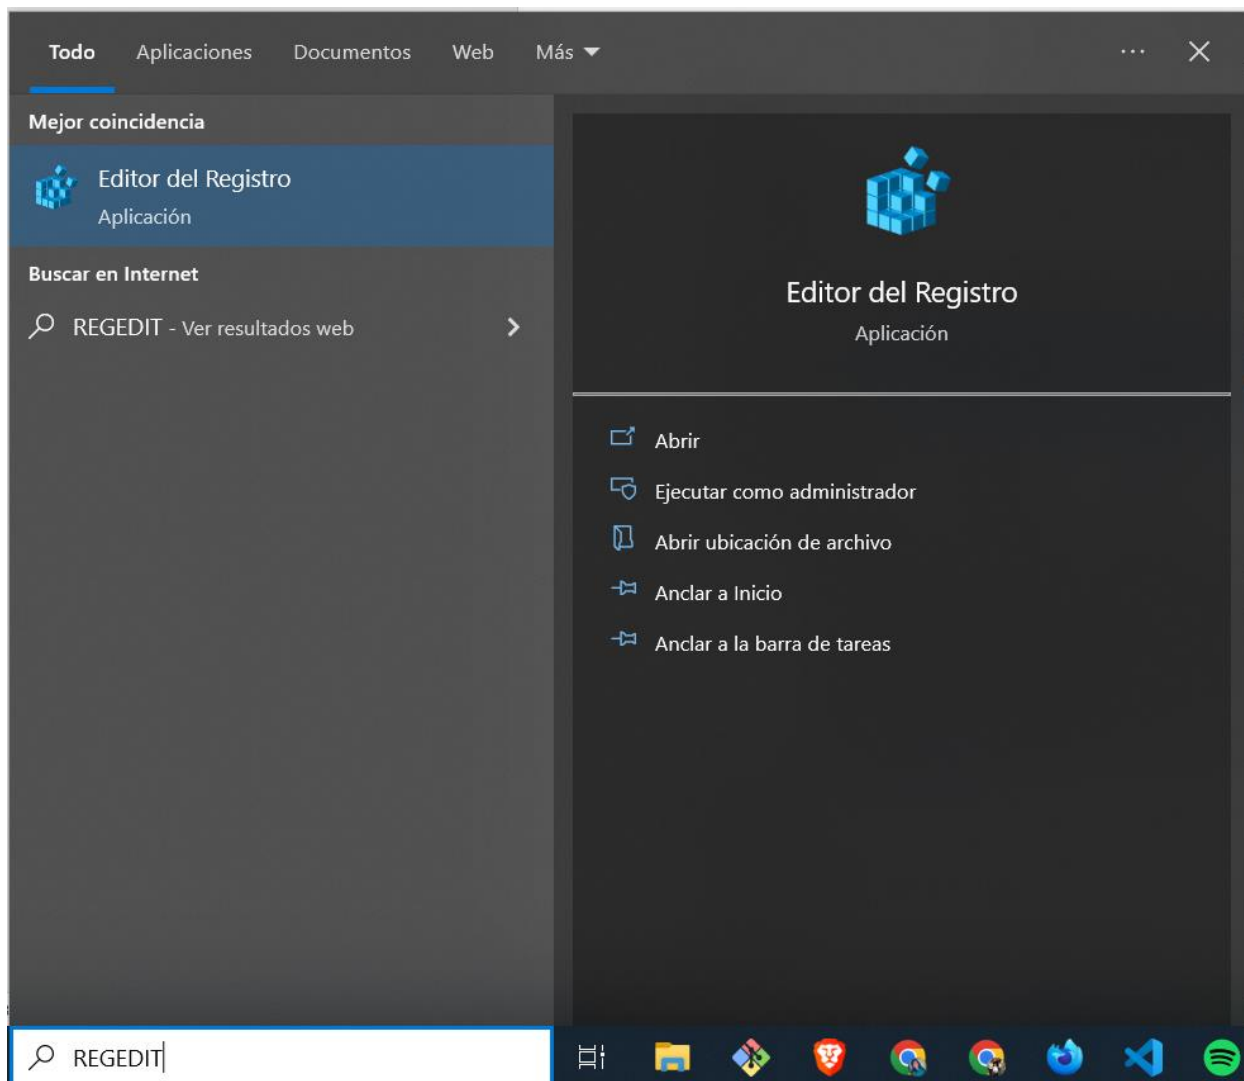 Todo Aplicaciones Documentos Web Más ...
Mejor coincidencia
Editor del Registro
Aplicación
Buscar en Internet
REGEDIT - Ver resultados web
Editor del Registro
Aplicación
Abrir
Ejecutar como administrador
Abrir ubicación de archivo
Anclar a Inicio
Anclar a la barra de tareas
REGEDIT